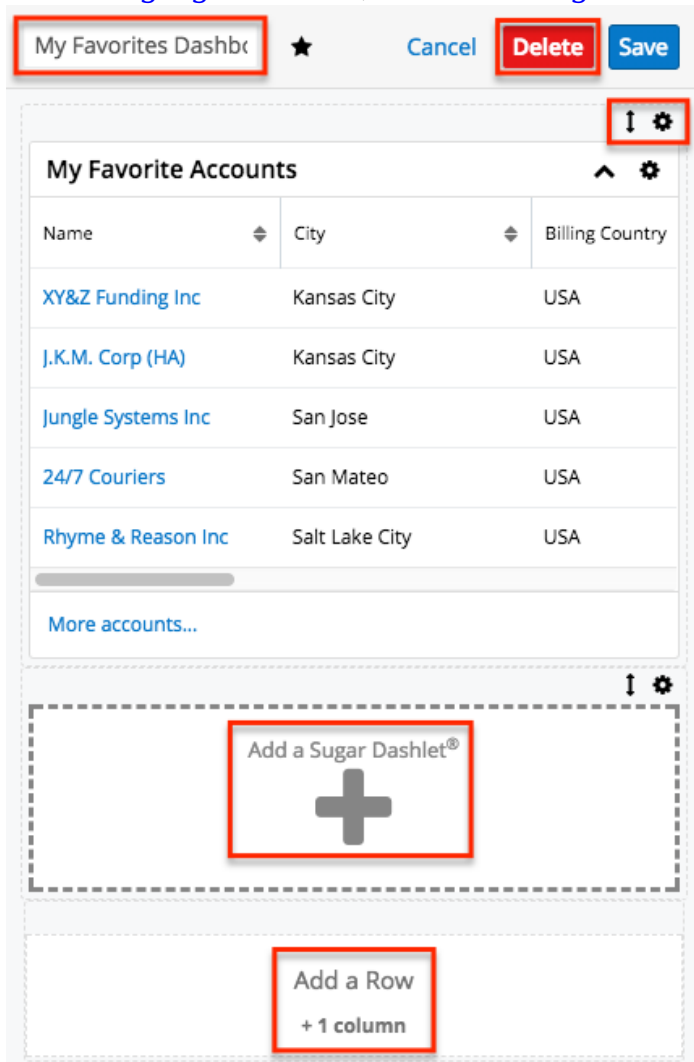 My Favorites Dashbo
Cancel
Delete
Save
My Favorite Accounts
Name City Billing Country
XY&Z Funding Inc Kansas City USA
J.K.M. Corp (HA) Kansas City USA
Jungle Systems Inc San Jose USA
24/7 Couriers San Mateo USA
Rhyme & Reason Inc Salt Lake City USA
More accounts...
Add a Sugar Dashlet®
Add a Row
+ 1 column